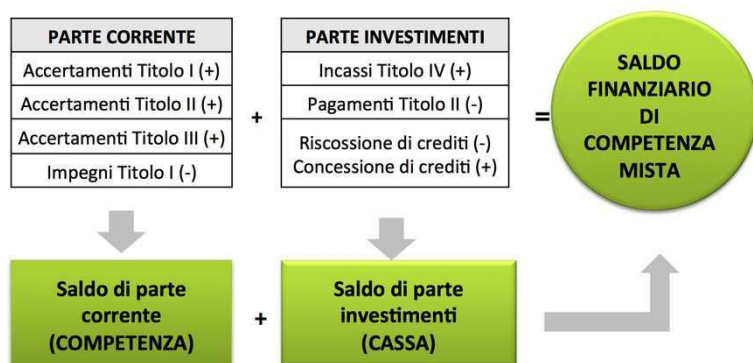 PARTE CORRENTE
Accertamenti Titolo I (+)
Accertamenti Titolo II (+)
Accertamenti Titolo III (+)
Impegni Titolo I (-)
+
PARTE INVESTIMENTI
Incassi Titolo IV (+)
Pagamenti Titolo II (-)
Riscossione di crediti (-)
Concessione di crediti (+)
=
SALDO
FINANZIARIO
DI
COMPETENZA
MISTA
Saldo di parte
corrente
(COMPETENZA)
+
Saldo di parte
investimenti
(CASSA)